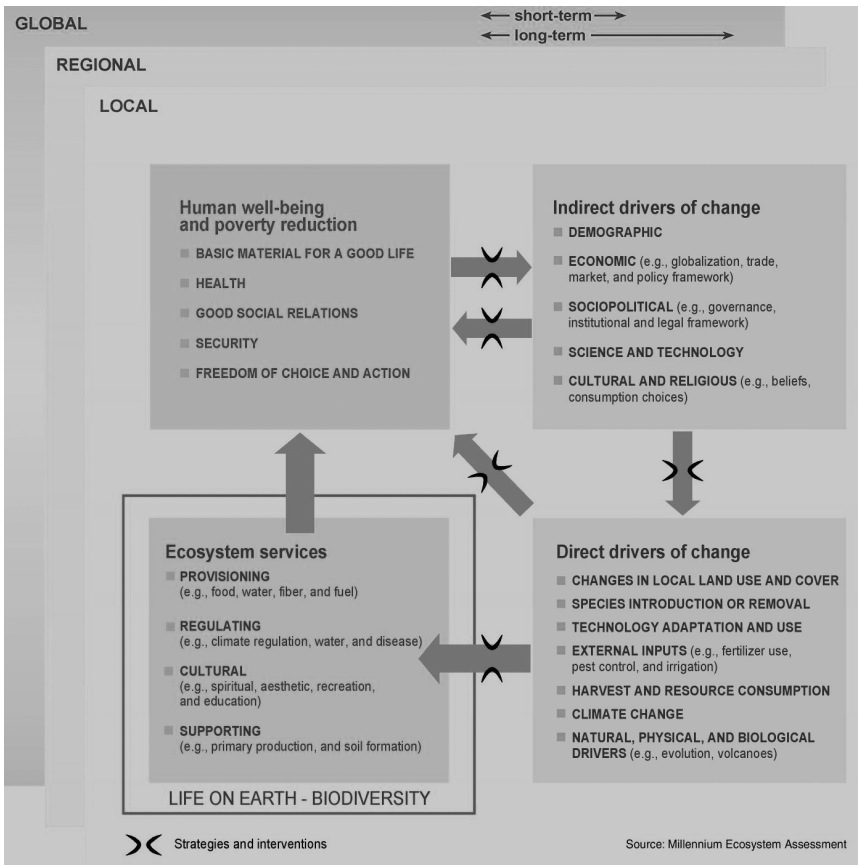 GLOBAL
short-term
long-term
REGIONAL
LOCAL
Human well-being
and poverty reduction
BASIC MATERIAL FOR A GOOD LIFE
HEALTH
GOOD SOCIAL RELATIONS
SECURITY
FREEDOM OF CHOICE AND ACTION
Indirect drivers of change
DEMOGRAPHIC
ECONOMIC (e.g., globalization, trade,
market, and policy framework)
SOCIOPOLITICAL (e.g., governance,
institutional and legal framework)
SCIENCE AND TECHNOLOGY
CULTURAL AND RELIGIOUS (e.g., beliefs,
consumption choices)
Ecosystem services
PROVISIONING
(e.g., food, water, fiber, and fuel)
REGULATING
(e.g., climate regulation, water, and disease)
CULTURAL
(e.g., spiritual, aesthetic, recreation,
and education)
SUPPORTING
(e.g., primary production, and soil formation)
LIFE ON EARTH - BIODIVERSITY
Direct drivers of change
CHANGES IN LOCAL LAND USE AND COVER
SPECIES INTRODUCTION OR REMOVAL
TECHNOLOGY ADAPTATION AND USE
EXTERNAL INPUTS (e.g., fertilizer use,
pest control, and irrigation)
HARVEST AND RESOURCE CONSUMPTION
CLIMATE CHANGE
NATURAL, PHYSICAL, AND BIOLOGICAL
DRIVERS (e.g., evolution, volcanoes)
Strategies and interventions
Source: Millennium Ecosystem Assessment